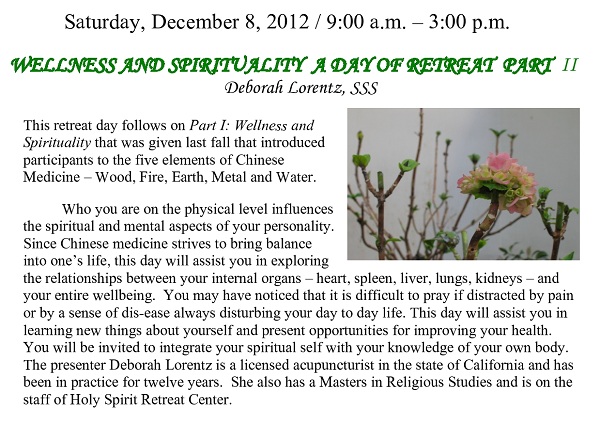 Saturday, December 8, 2012 / 9:00 a.m. – 3:00 p.m.
WELLNESS AND SPIRITUALITY A DAY OF RETREAT PART II
Deborah Lorentz, SSS
This retreat day follows on Part I: Wellness and
Spirituality that was given last fall that introduced
participants to the five elements of Chinese
Medicine – Wood, Fire, Earth, Metal and Water.
Who you are on the physical level influences
the spiritual and mental aspects of your personality.
Since Chinese medicine strives to bring balance
into one's life, this day will assist you in exploring
the relationships between your internal organs – heart, spleen, liver, lungs, kidneys – and
your entire wellbeing. You may have noticed that it is difficult to pray if distracted by pain
or by a sense of dis-ease always disturbing your day to day life. This day will assist you in
learning new things about yourself and present opportunities for improving your health.
You will be invited to integrate your spiritual self with your knowledge of your own body.
The presenter Deborah Lorentz is a licensed acupuncturist in the state of California and has
been in practice for twelve years. She also has a Masters in Religious Studies and is on the
staff of Holy Spirit Retreat Center.